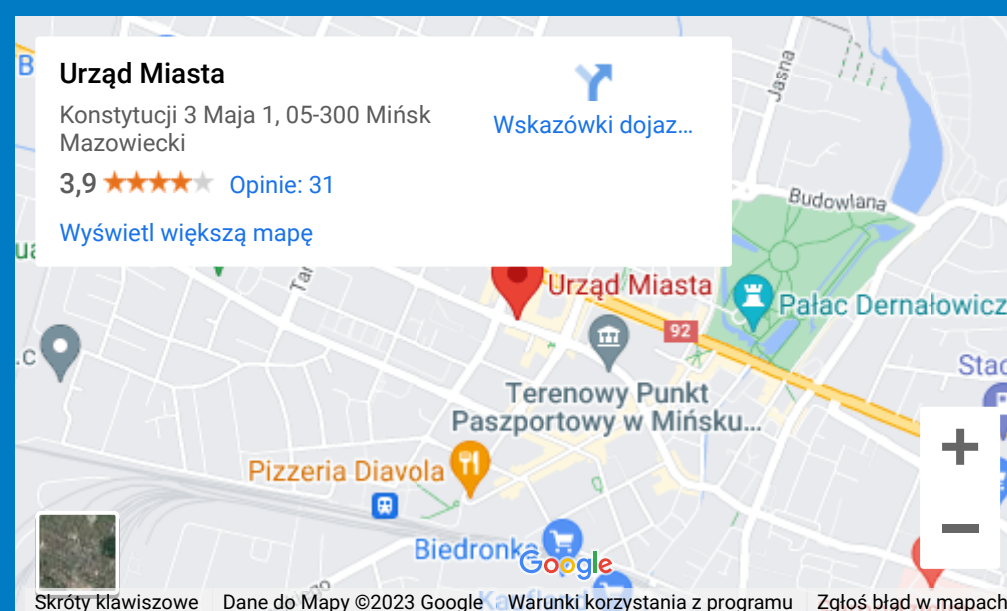 Urząd Miasta
Konstytucji 3 Maja 1, 05-300 Mińsk
Mazowiecki
3,9
Opinie: 31
Wyświetl większą mapę
Wskazówki dojaz...
Jasna
Budowlana
Urząd Miasta
Pałac Dernałowicz
92
Terenowy Punkt
Paszportowy w Mińsku...
Pizzeria Diavola
Biedronka
Google
Skróty klawiszowe
Dane do Mapy ©2023 Google
Warunki korzystania z programu
Zgłoś błąd w mapach